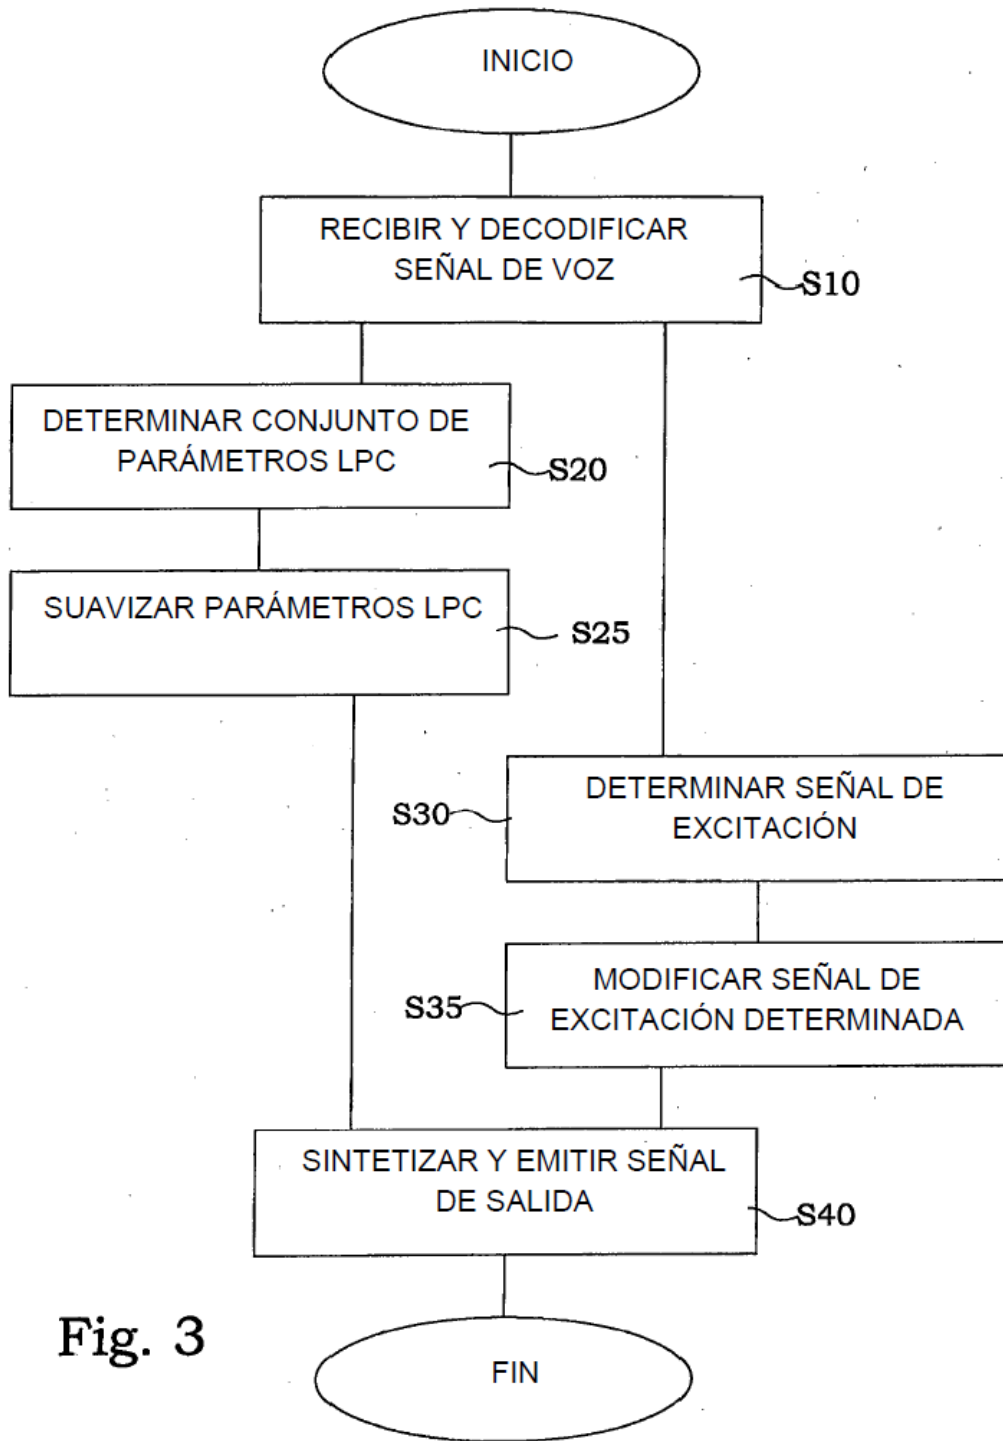 INICIO
RECIBIR Y DECODIFICAR
SEÑAL DE VOZ
S10
DETERMINAR CONJUNTO DE
PARÁMETROS LPC
S20
SUAVIZAR PARÁMETROS LPC
S25
DETERMINAR SEÑAL DE
EXCITACIÓN
S30
MODIFICAR SEÑAL DE
EXCITACIÓN DETERMINADA
S35
SINTETIZAR Y EMITIR SEÑAL
DE SALIDA
S40
FIN
Fig. 3